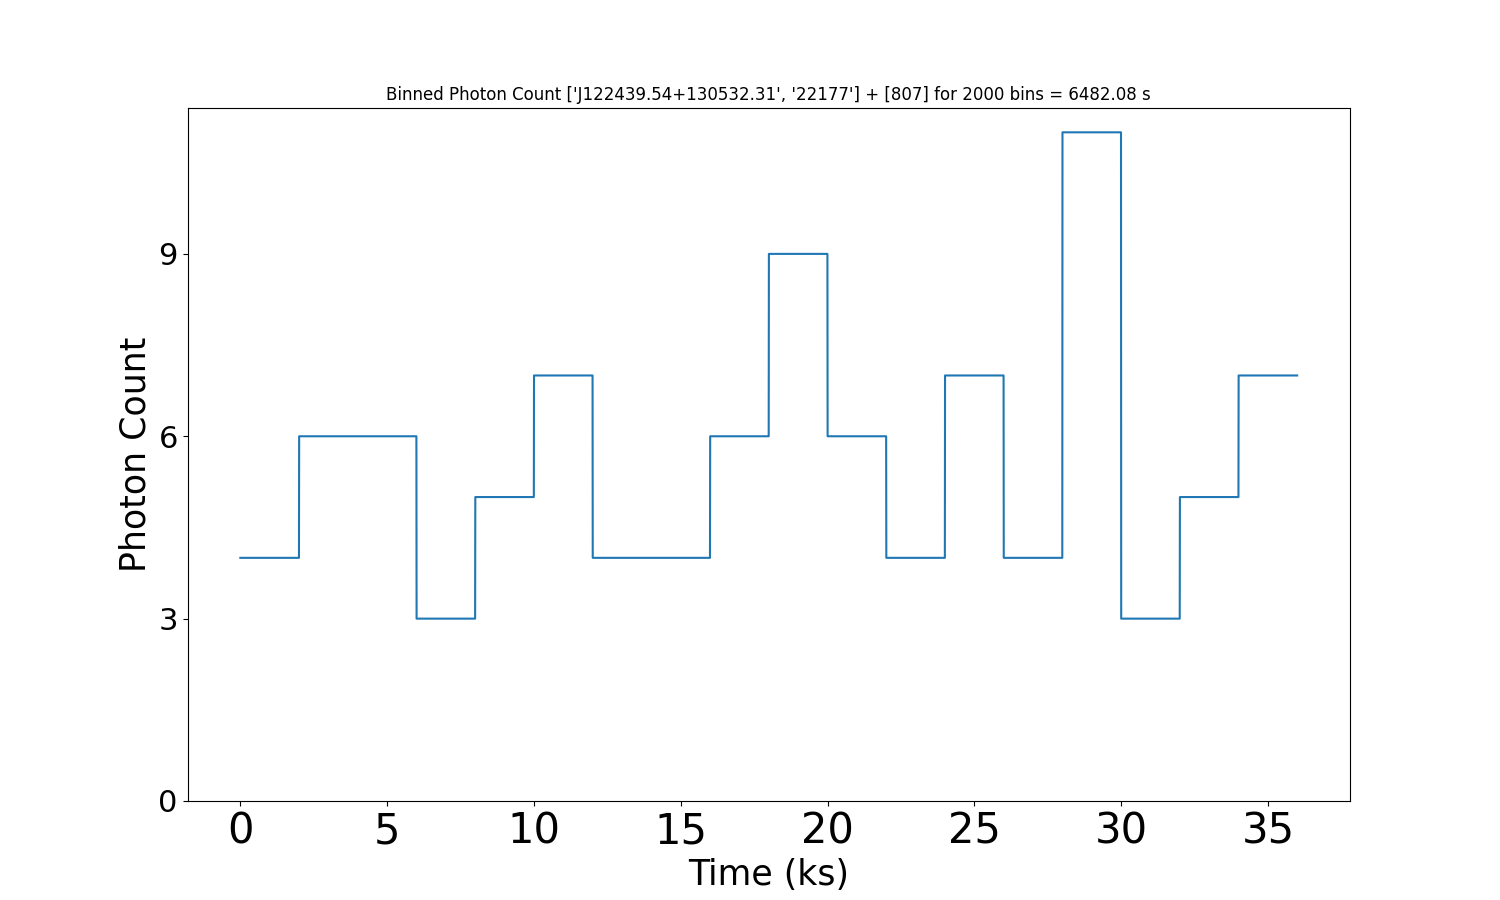 Binned Photon Count ['J122439.54+130532.31', '22177'] + [807] for 2000 bins = 6482.08 s
9
6
3
0
Photon Count
0 5 10 15 20 25 30 35
Time (ks)